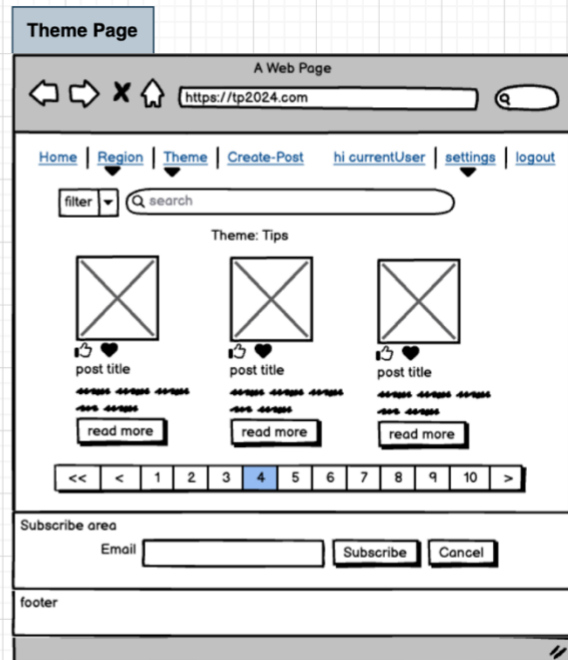 Theme Page
A Web Page
https://tp2024.com
Home Region Theme Create-Post hi currentUser settings logout
filter search
Theme: Tips
post title post title post title
read more read more read more
<< < 1 2 3 4 5 6 7 8 9 10 >
Subscribe area
Email Subscribe Cancel
footer